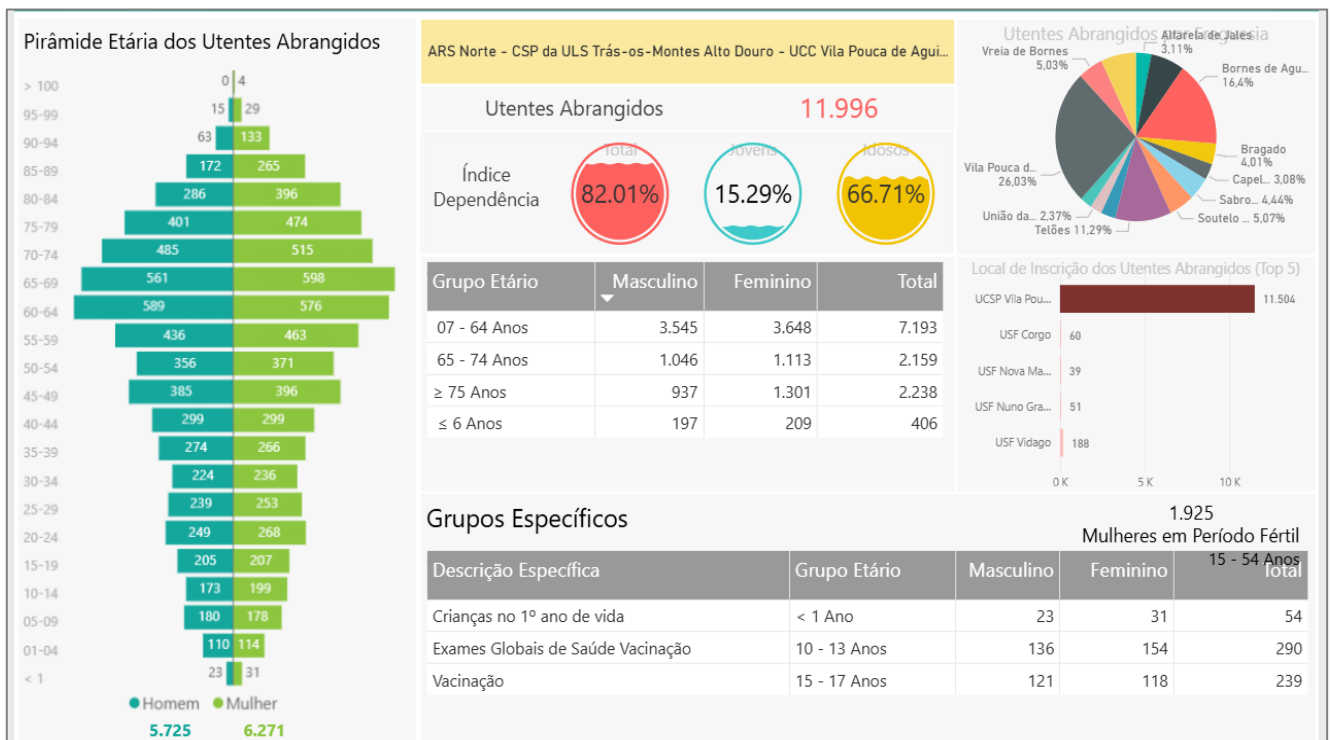 Pirâmide Etária dos Utentes Abrangidos
> 100 0 4
95-99 15 29
90-94 63 133
85-89 172 265
80-84 286 396
75-79 401 474
70-74 485 515
65-69 561 598
60-64 589 576
55-59 436 463
50-54 356 371
45-49 385 396
40-44 299 299
35-39 274 266
30-34 224 236
25-29 239 253
20-24 249 268
15-19 205 207
10-14 173 199
05-09 180 178
01-04 110 114
< 1 23 31
Homem Mulher
5.725 6.271
ARS Norte - CSP da ULS Trás-os-Montes Alto Douro - UCC Vila Pouca de Agui...
Utentes Abrangidos 11.996
Índice
Dependência
Total Jovens Idosos
82.01% 15.29% 66.71%
Grupo Etário Masculino Feminino Total
07 - 64 Anos 3.545 3.648 7.193
65 - 74 Anos 1.046 1.113 2.159
≥ 75 Anos 937 1.301 2.238
≤ 6 Anos 197 209 406
Utentes Abrangidos por Freguesia
Alfarela de Jales
3,11%
Vreia de Bornes
5,03%
Bornes de Agu...
16,4%
Bragado
4,01%
Capel... 3,08%
Sabro... 4,44%
Soutelo ... 5,07%
Telões 11,29%
União da... 2,37%
Vila Pouca d...
26,03%
Local de Inscrição dos Utentes Abrangidos (Top 5)
UCSP Vila Pou... 11.504
USF Corgo 60
USF Nova Ma... 39
USF Nuno Gra... 51
USF Vidago 188
0 K 5 K 10 K
Grupos Específicos
1.925
Mulheres em Período Fértil
15 - 54 Anos
Descrição Específica Grupo Etário Masculino Feminino Total
Crianças no 1º ano de vida < 1 Ano 23 31 54
Exames Globais de Saúde Vacinação 10 - 13 Anos 136 154 290
Vacinação 15 - 17 Anos 121 118 239